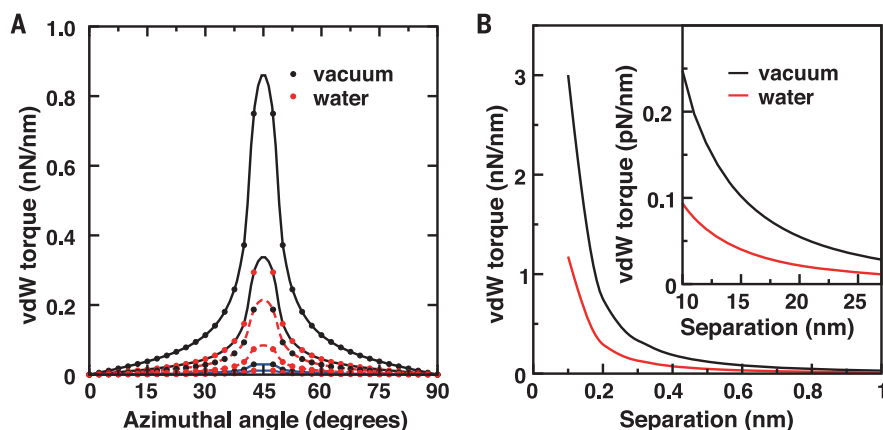 A
vdW torque (nN/nm)
1.0
0.8
0.6
0.4
0.2
0
0 15 30 45 60 75 90
Azimuthal angle (degrees)
vacuum
water
B
vdW torque (nN/nm)
3
2
1
0
0 0.2 0.4 0.6 0.8 1
Separation (nm)
vdW torque (pN/nm)
0.2
0.1
0
10 15 20 25
Separation (nm)
vacuum
water